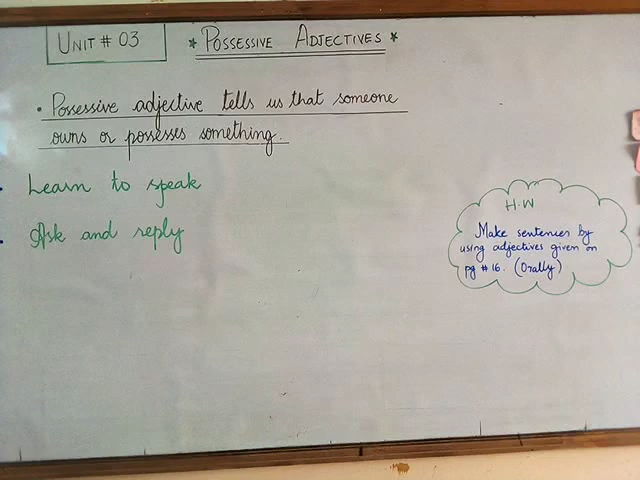 UNIT # 03
* POSSESSIVE ADJECTIVES *
• Possessive adjective tells us that someone
owns or possesses something.
• Learn to speak
• Ask and reply
H.W
Make sentences by
using adjectives given on
pg # 16. (Orally)